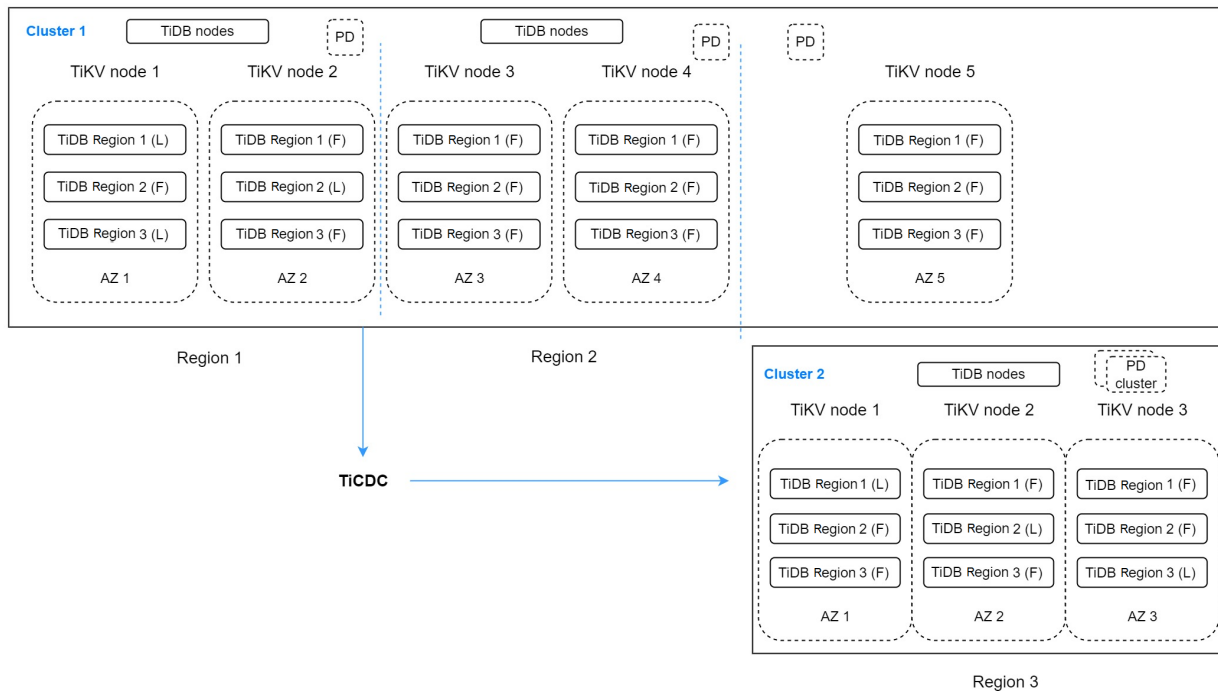 Cluster 1
TiDB nodes
PD
TiDB nodes
PD
PD
TiKV node 1
TiKV node 2
TiKV node 3
TiKV node 4
TiKV node 5
TiDB Region 1 (L)
TiDB Region 1 (F)
TiDB Region 1 (F)
TiDB Region 1 (F)
TiDB Region 1 (F)
TiDB Region 2 (F)
TiDB Region 2 (L)
TiDB Region 2 (F)
TiDB Region 2 (F)
TiDB Region 2 (F)
TiDB Region 3 (L)
TiDB Region 3 (F)
TiDB Region 3 (F)
TiDB Region 3 (F)
TiDB Region 3 (F)
AZ 1
AZ 2
AZ 3
AZ 4
AZ 5
Region 1
Region 2
TiCDC
Cluster 2
TiDB nodes
PD
cluster
TiKV node 1
TiKV node 2
TiKV node 3
TiDB Region 1 (L)
TiDB Region 1 (F)
TiDB Region 1 (F)
TiDB Region 2 (F)
TiDB Region 2 (L)
TiDB Region 2 (F)
TiDB Region 3 (F)
TiDB Region 3 (F)
TiDB Region 3 (L)
AZ 1
AZ 2
AZ 3
Region 3